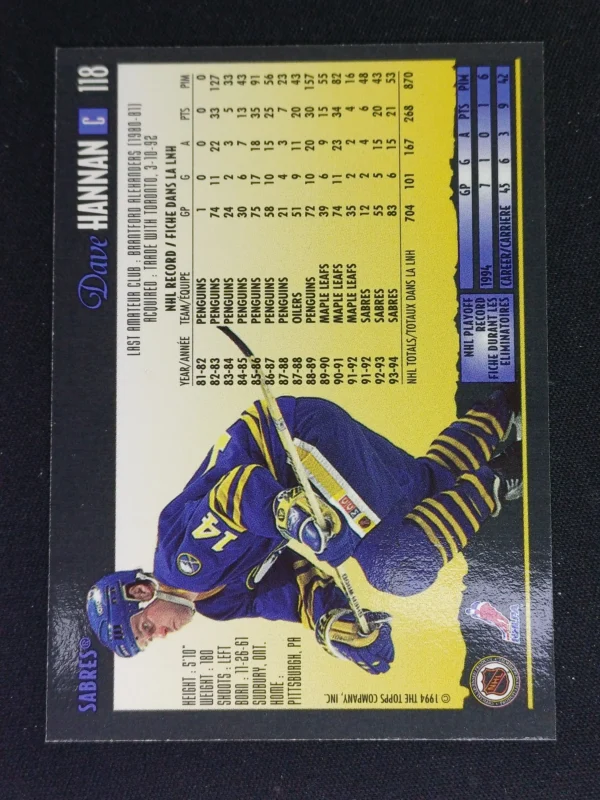 SABRES®
Dave HANNAN C 118
LAST AMATEUR CLUB : BRANTFORD ALEXANDERS (1980-81)
ACQUIRED : TRADE WITH TORONTO, 3-10-92
NHL RECORD / FICHE DANS LA LNH
YEAR/ANNÉE TEAM/ÉQUIPE GP G A PTS PIM
81-82 PENGUINS 1 0 0 0 0
82-83 PENGUINS 74 11 22 33 127
83-84 PENGUINS 24 2 3 5 33
84-85 PENGUINS 30 6 7 13 43
85-86 PENGUINS 75 17 18 35 91
86-87 PENGUINS 58 10 15 25 56
87-88 PENGUINS 21 4 3 7 23
87-88 OILERS 51 9 11 20 43
88-89 PENGUINS 72 10 20 30 157
89-90 MAPLE LEAFS 39 6 9 15 55
90-91 MAPLE LEAFS 74 11 23 34 82
91-92 MAPLE LEAFS 35 2 2 4 16
91-92 SABRES 12 2 4 6 48
92-93 SABRES 55 5 15 20 43
93-94 SABRES 83 6 15 21 53
NHL TOTALS/TOTAUX DANS LA LNH 704 101 167 268 870
NHL PLAYOFF
RECORD
FICHE DURANT LES
ELIMINATOIRES
GP G A PTS PIM
1994 7 1 0 1 6
CAREER/CARRIERE 45 6 3 9 42
14
HEIGHT : 5'10"
WEIGHT : 180
SHOOTS : LEFT
BORN : 11-26-61
SUDBURY, ONT.
HOME :
PITTSBURGH, PA
© 1994 THE TOPPS COMPANY, INC.
NHL